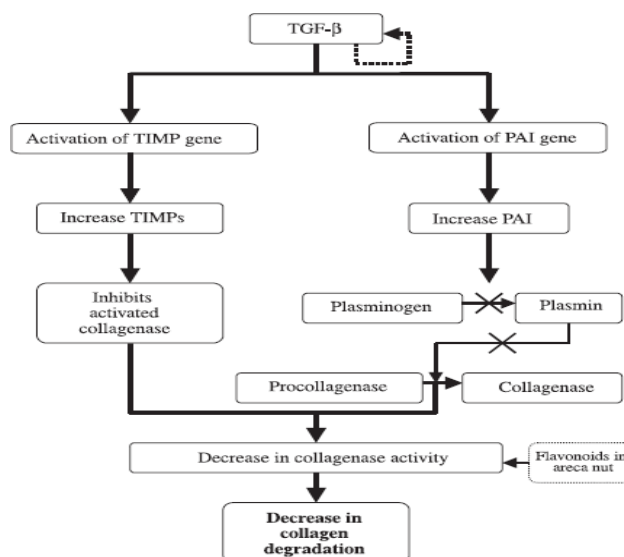 TGF-β
Activation of TIMP gene
Activation of PAI gene
Increase TIMPs
Increase PAI
Inhibits
activated
collagenase
Plasminogen
Plasmin
Procollagenase
Collagenase
Decrease in collagenase activity
Flavonoids in
areca nut
Decrease in
collagen
degradation